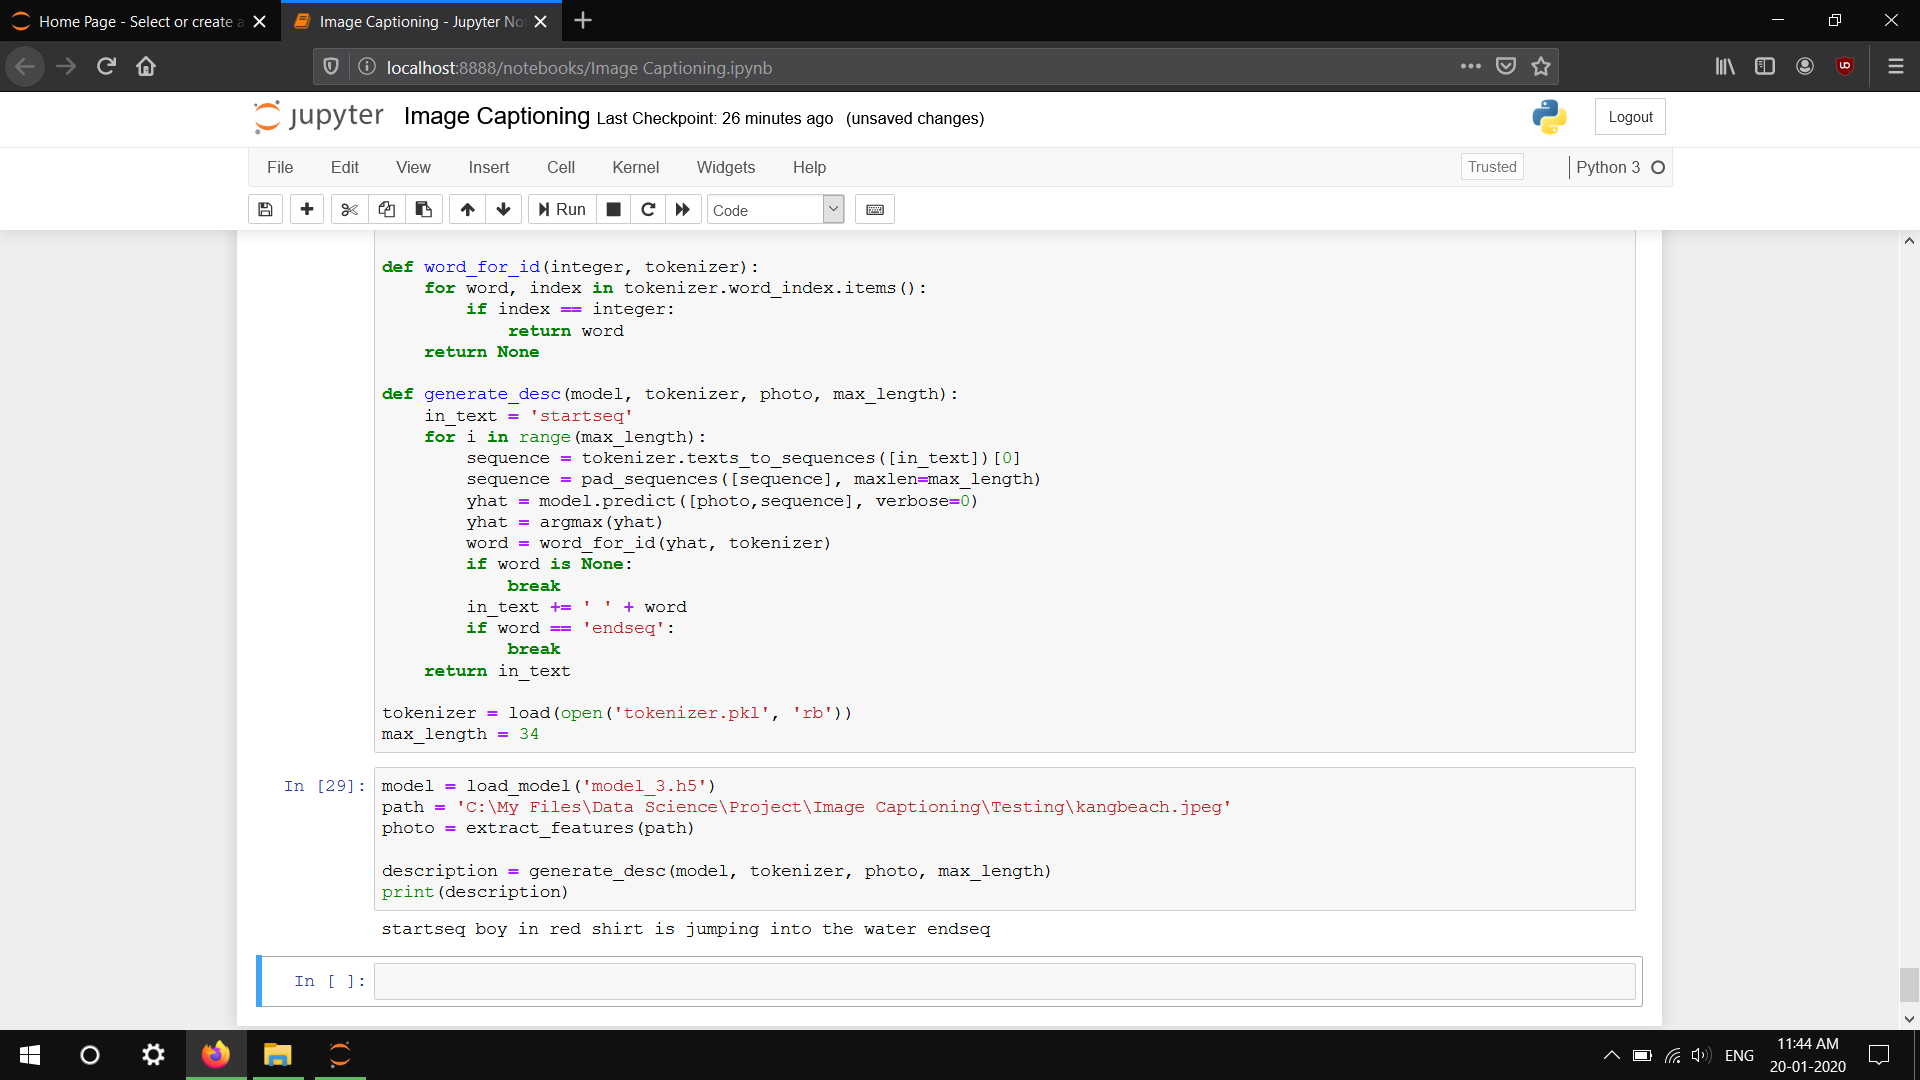 Home Page - Select or create a
Image Captioning - Jupyter No
localhost:8888/notebooks/Image Captioning.ipynb
jupyter Image Captioning Last Checkpoint: 26 minutes ago (unsaved changes)
Logout
File Edit View Insert Cell Kernel Widgets Help
Trusted
Python 3
Run
Code
def word_for_id(integer, tokenizer):
    for word, index in tokenizer.word_index.items():
        if index == integer:
            return word
    return None
def generate_desc(model, tokenizer, photo, max_length):
    in_text = 'startseq'
    for i in range(max_length):
        sequence = tokenizer.texts_to_sequences([in_text])[0]
        sequence = pad_sequences([sequence], maxlen=max_length)
        yhat = model.predict([photo,sequence], verbose=0)
        yhat = argmax(yhat)
        word = word_for_id(yhat, tokenizer)
        if word is None:
            break
        in_text += ' ' + word
        if word == 'endseq':
            break
    return in_text
tokenizer = load(open('tokenizer.pkl', 'rb'))
max_length = 34
In [29]:
model = load_model('model_3.h5')
path = 'C:\My Files\Data Science\Project\Image Captioning\Testing\kangbeach.jpeg'
photo = extract_features(path)
description = generate_desc(model, tokenizer, photo, max_length)
print(description)
startseq boy in red shirt is jumping into the water endseq
In [ ]:
ENG
11:44 AM
20-01-2020